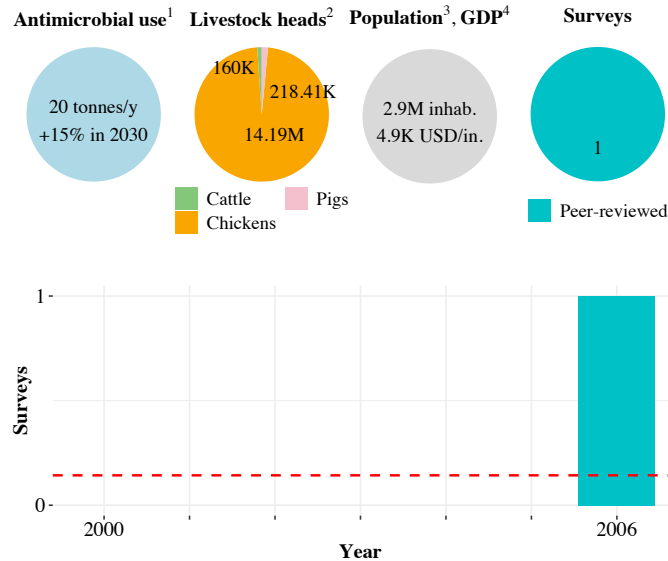 Antimicrobial use1
Livestock heads2
Population3, GDP4
Surveys
20 tonnes/y
+15% in 2030
160K
218.41K
14.19M
2.9M inhab.
4.9K USD/in.
1
Cattle
Pigs
Chickens
Peer-reviewed
1
0
Surveys
2000
2006
Year